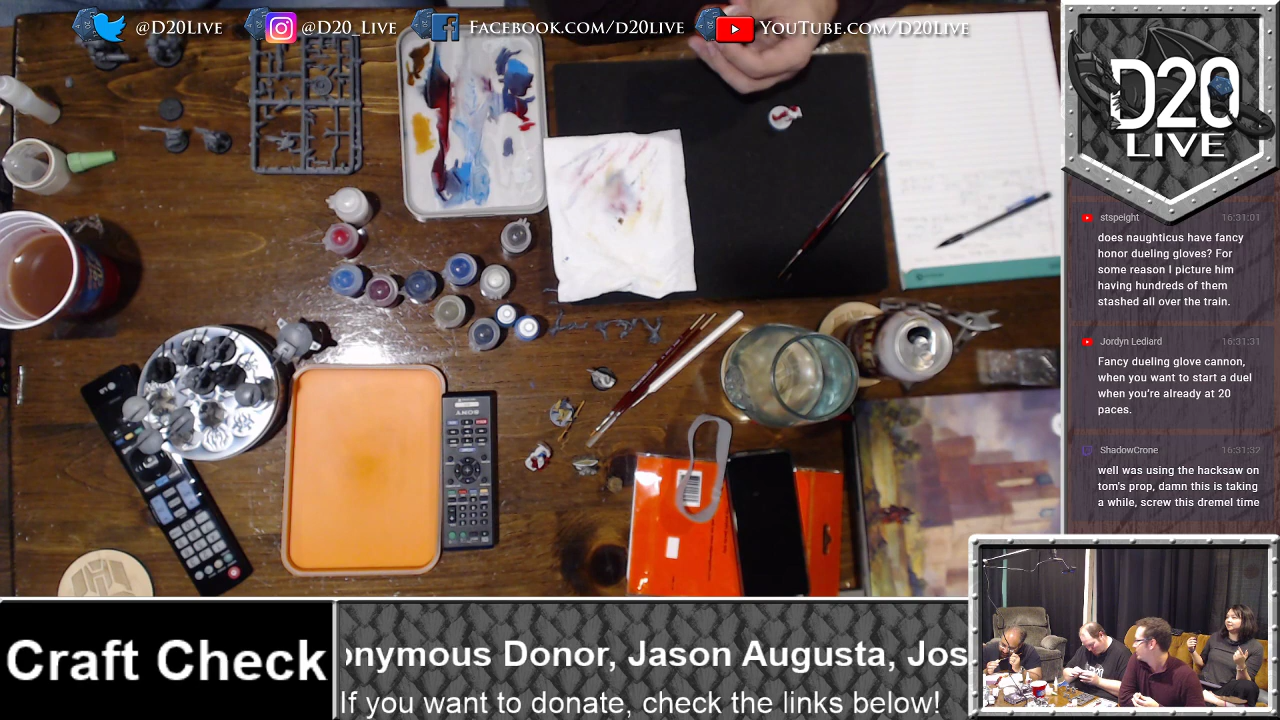 @D20Live
@D20_Live
Facebook.com/d20Live
YouTube.com/D20Live
D20
LIVE
stspeight 16:31:01
does naughticus have fancy
honor dueling gloves? For
some reason I picture him
having hundreds of them
stashed all over the train.
Jordyn Lediard 16:31:31
Fancy dueling glove cannon,
when you want to start a duel
when you're already at 20
paces.
ShadowCrone 16:31:32
well was using the hacksaw on
tom's prop, damn this is taking
a while, screw this dremel time
SONY
LG
Craft Check
onymous Donor, Jason Augusta, Jos
If you want to donate, check the links below!